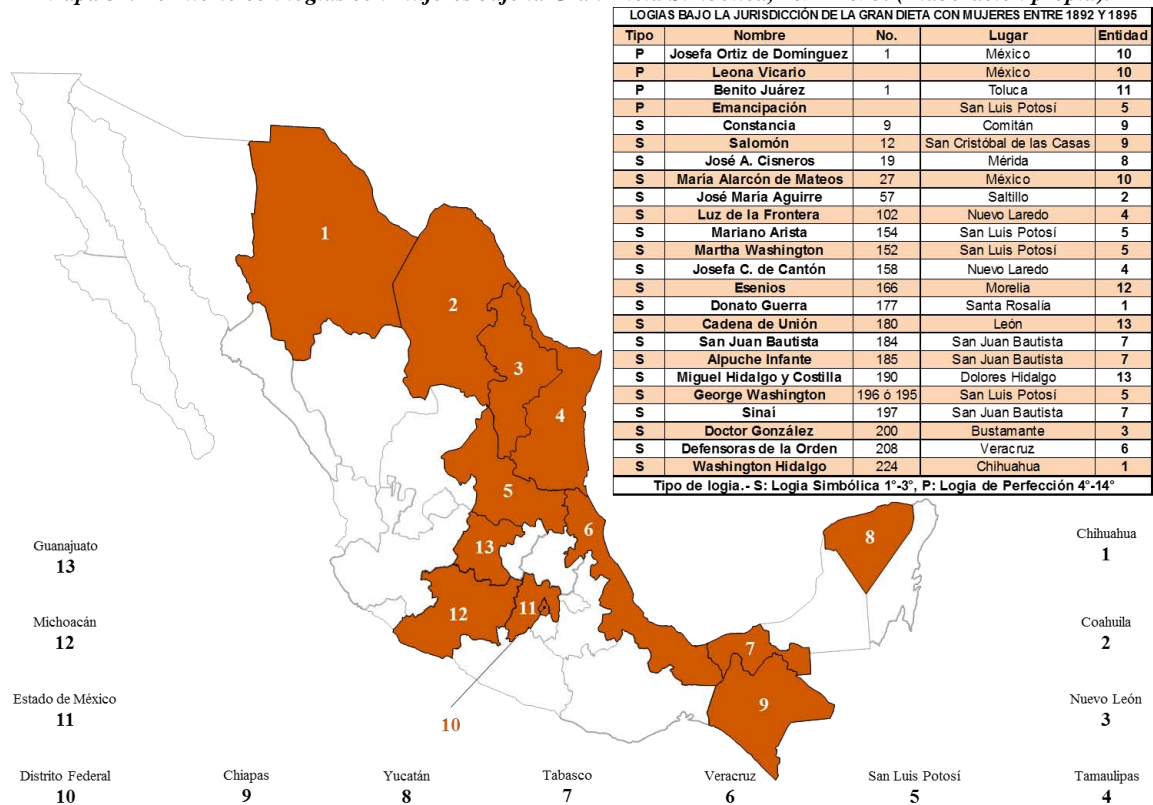 logias con mujeres bajo la Gran Dieta Simbólica
LOGIAS BAJO LA JURISDICCIÓN DE LA GRAN DIETA CON MUJERES ENTRE 1892 Y 1895
Tipo Nombre No. Lugar Entidad
P Josefa Ortiz de Domínguez 1 México 10
P Leona Vicario México 10
P Benito Juárez 1 Toluca 11
P Emancipación San Luis Potosí 5
S Constancia 9 Comitán 9
S Salomón 12 San Cristóbal de las Casas 9
S José A. Cisneros 19 Mérida 8
S María Alarcón de Mateos 27 México 10
S José María Aguirre 57 Saltillo 2
S Luz de la Frontera 102 Nuevo Laredo 4
S Mariano Arista 154 San Luis Potosí 5
S Martha Washington 152 San Luis Potosí 5
S Josefa C. de Cantón 158 Nuevo Laredo 4
S Esenios 166 Morelia 12
S Donato Guerra 177 Santa Rosalía 1
S Cadena de Unión 180 León 13
S San Juan Bautista 184 San Juan Bautista 7
S Alpuche Infante 185 San Juan Bautista 7
S Miguel Hidalgo y Costilla 190 Dolores Hidalgo 13
S George Washington 196 ó 195 San Luis Potosí 5
S Sinaí 197 San Juan Bautista 7
S Doctor González 200 Bustamante 3
S Defensoras de la Orden 208 Veracruz 6
S Washington Hidalgo 224 Chihuahua 1
Tipo de logia.- S: Logia Simbólica 1°-3°, P: Logia de Perfección 4°-14°
1
2
3
4
5
6
13
8
12
11
7
9
10
Guanajuato
13
Michoacán
12
Estado de México
11
Chihuahua
1
Coahuila
2
Nuevo León
3
Distrito Federal
10
Chiapas
9
Yucatán
8
Tabasco
7
Veracruz
6
San Luis Potosí
5
Tamaulipas
4